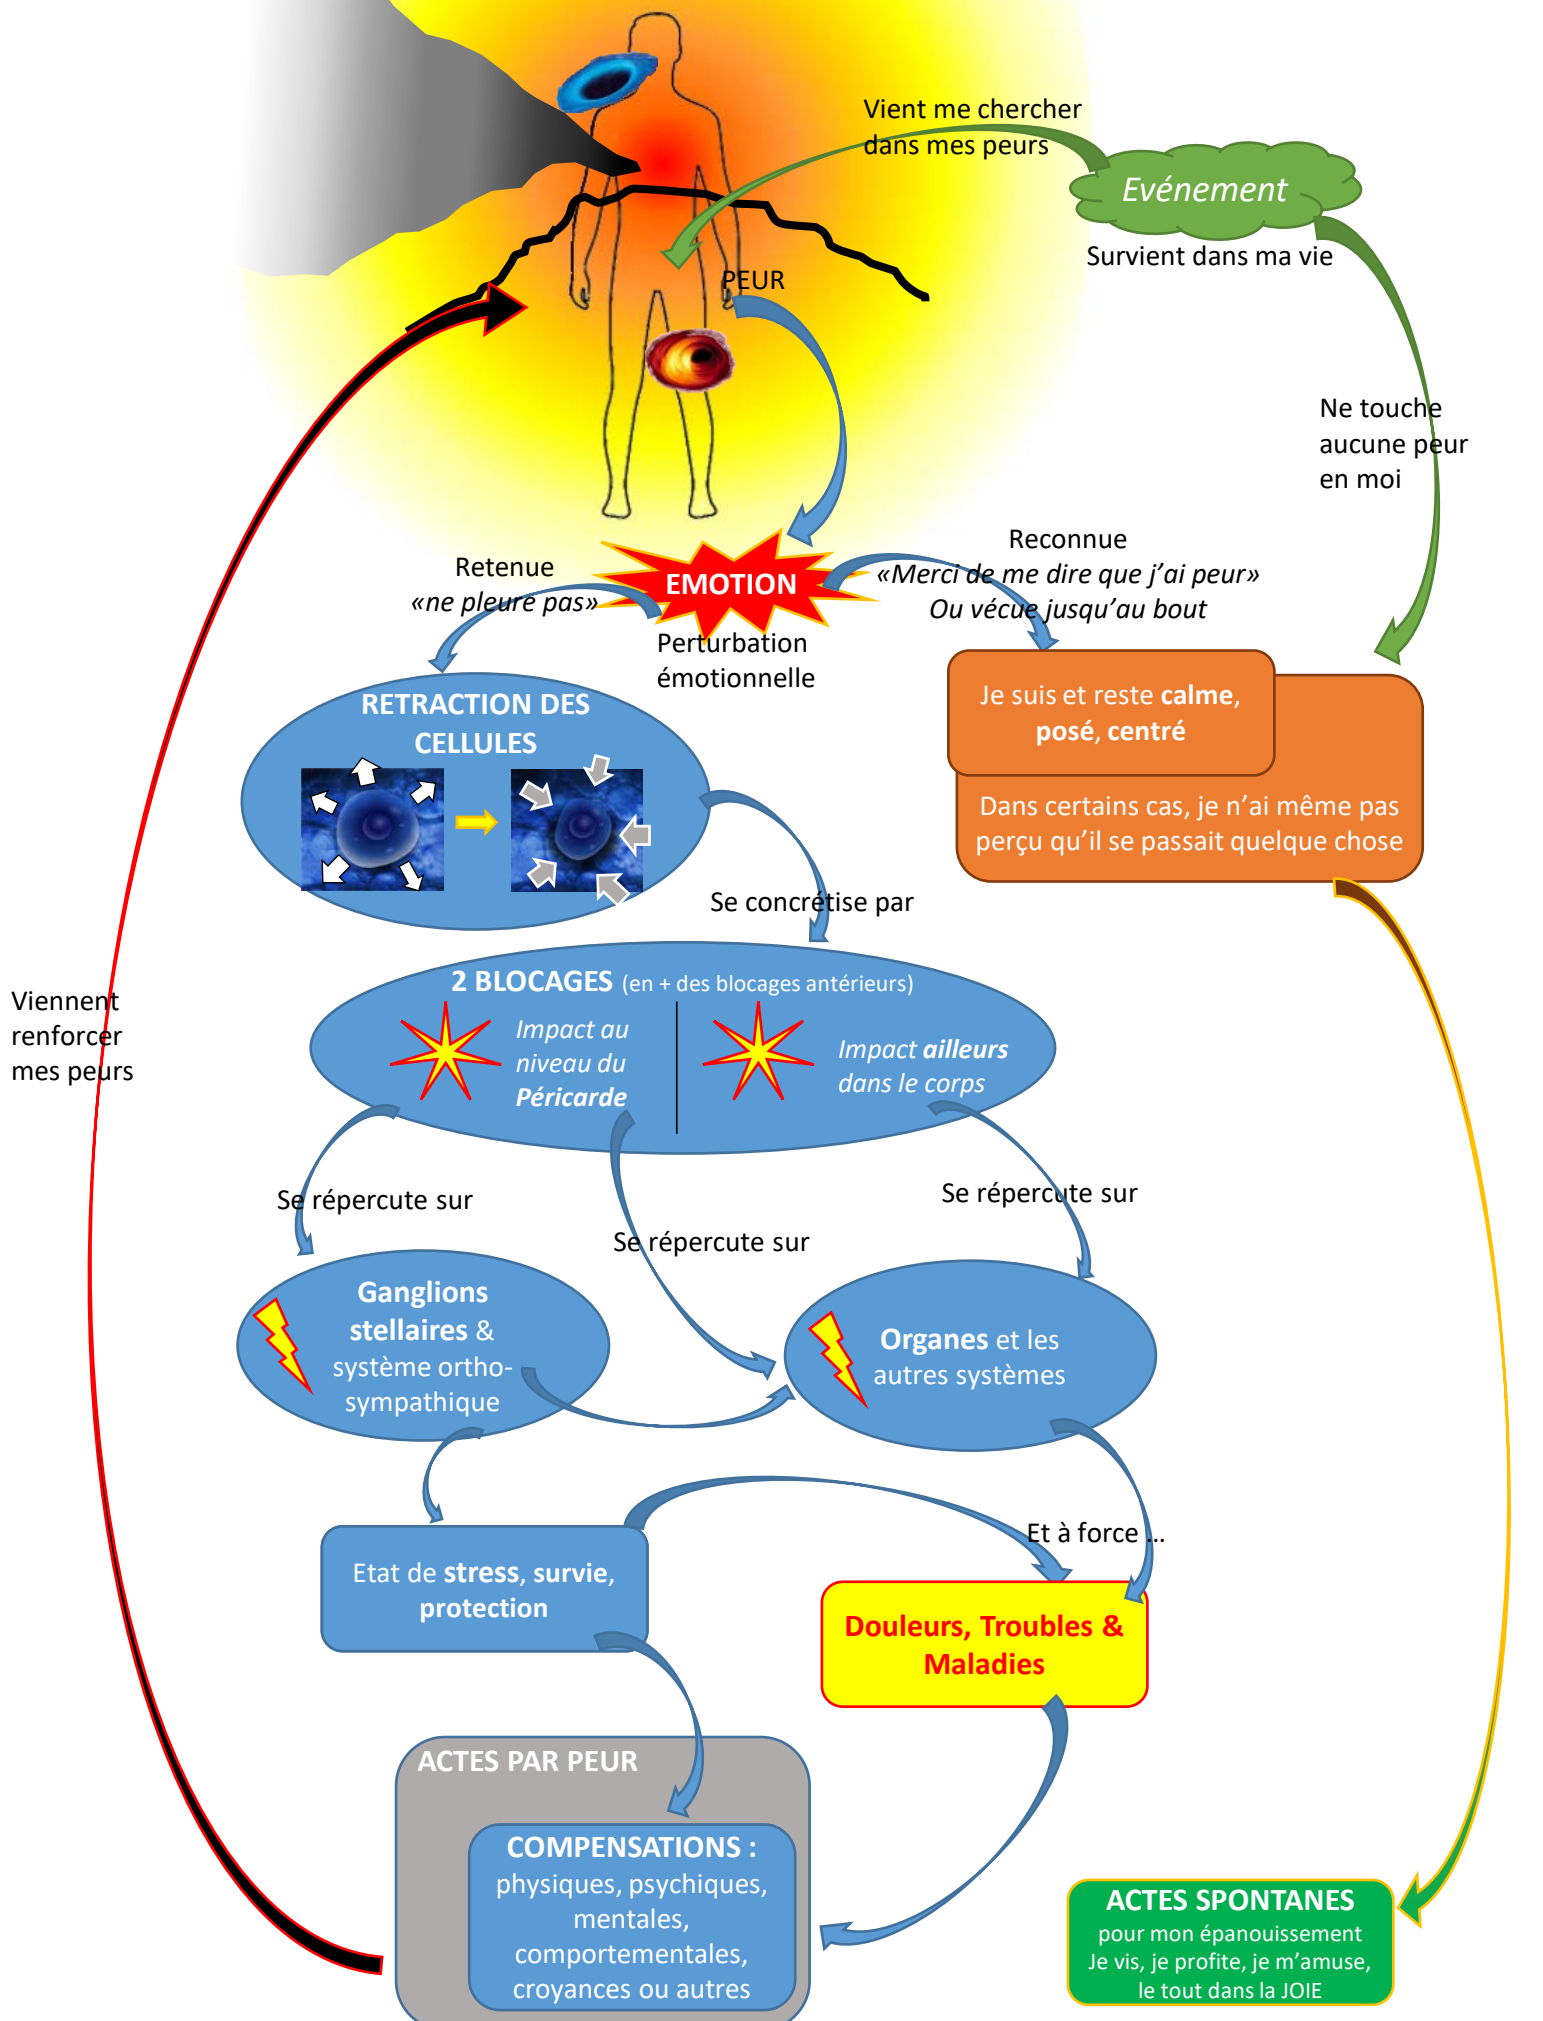 Vient me chercher
dans mes peurs
Evénement
Survient dans ma vie
PEUR
Ne touche
aucune peur
en moi
Retenue
«ne pleure pas»
EMOTION
Reconnue
«Merci de me dire que j'ai peur»
Ou vécue jusqu'au bout
Perturbation
émotionnelle
RETRACTION DES
CELLULES
Je suis et reste calme,
posé, centré
Dans certains cas, je n'ai même pas
perçu qu'il se passait quelque chose
Se concrétise par
2 BLOCAGES (en + des blocages antérieurs)
Impact au
niveau du
Péricarde
Impact ailleurs
dans le corps
Viennent
renforcer
mes peurs
Se répercute sur
Se répercute sur
Se répercute sur
Ganglions
stellaires &
système ortho-
sympathique
Organes et les
autres systèmes
Et à force ...
Etat de stress, survie,
protection
Douleurs, Troubles &
Maladies
ACTES PAR PEUR
COMPENSATIONS :
physiques, psychiques,
mentales,
comportementales,
croyances ou autres
ACTES SPONTANES
pour mon épanouissement
Je vis, je profite, je m'amuse,
le tout dans la JOIE